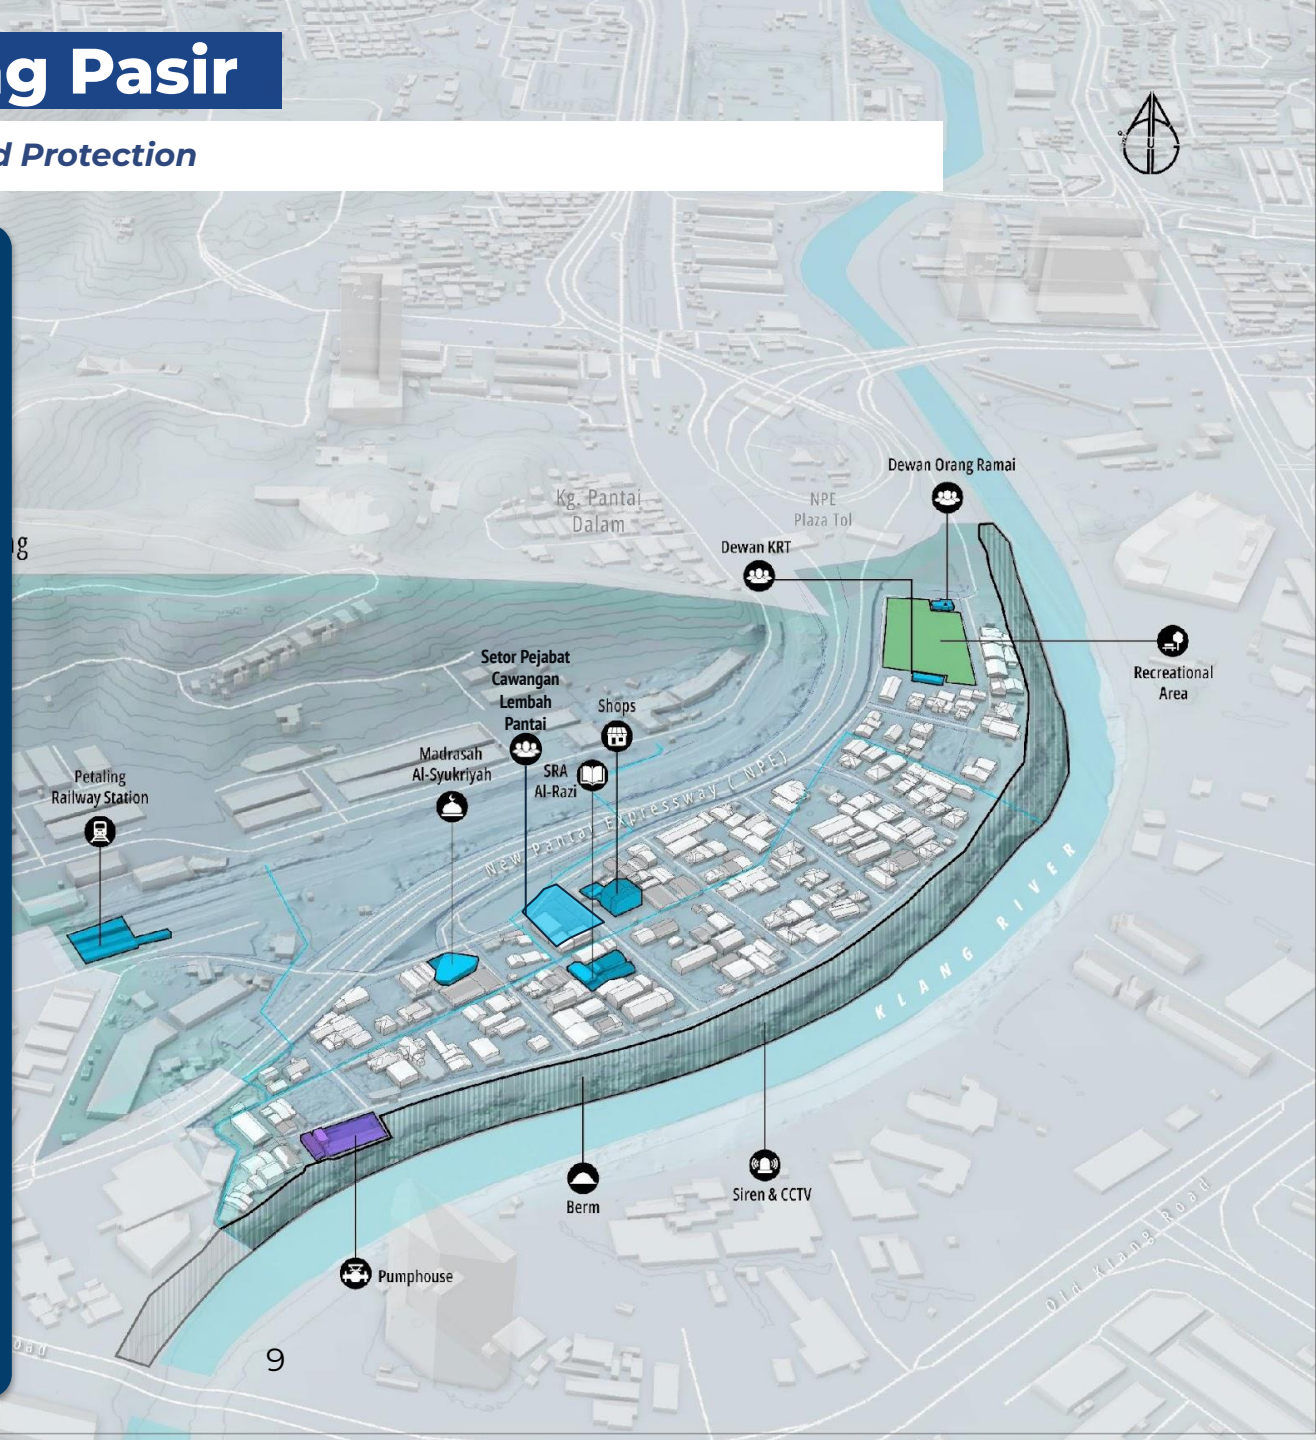 ng Pasir
d Protection
Dewan Orang Ramai
Kg. Pantai
Dalam
NPE
Plaza Tol
Dewan KRT
Recreational
Area
Setor Pejabat
Cawangan
Lembah
Pantai
Shops
Madrasah
Al-Syukriyah
SRA
Al-Razi
Petaling
Railway Station
New Pantai Expressway ( NPE)
KLANG RIVER
Siren & CCTV
Berm
Old Klang Road
Pumphouse
oad
9